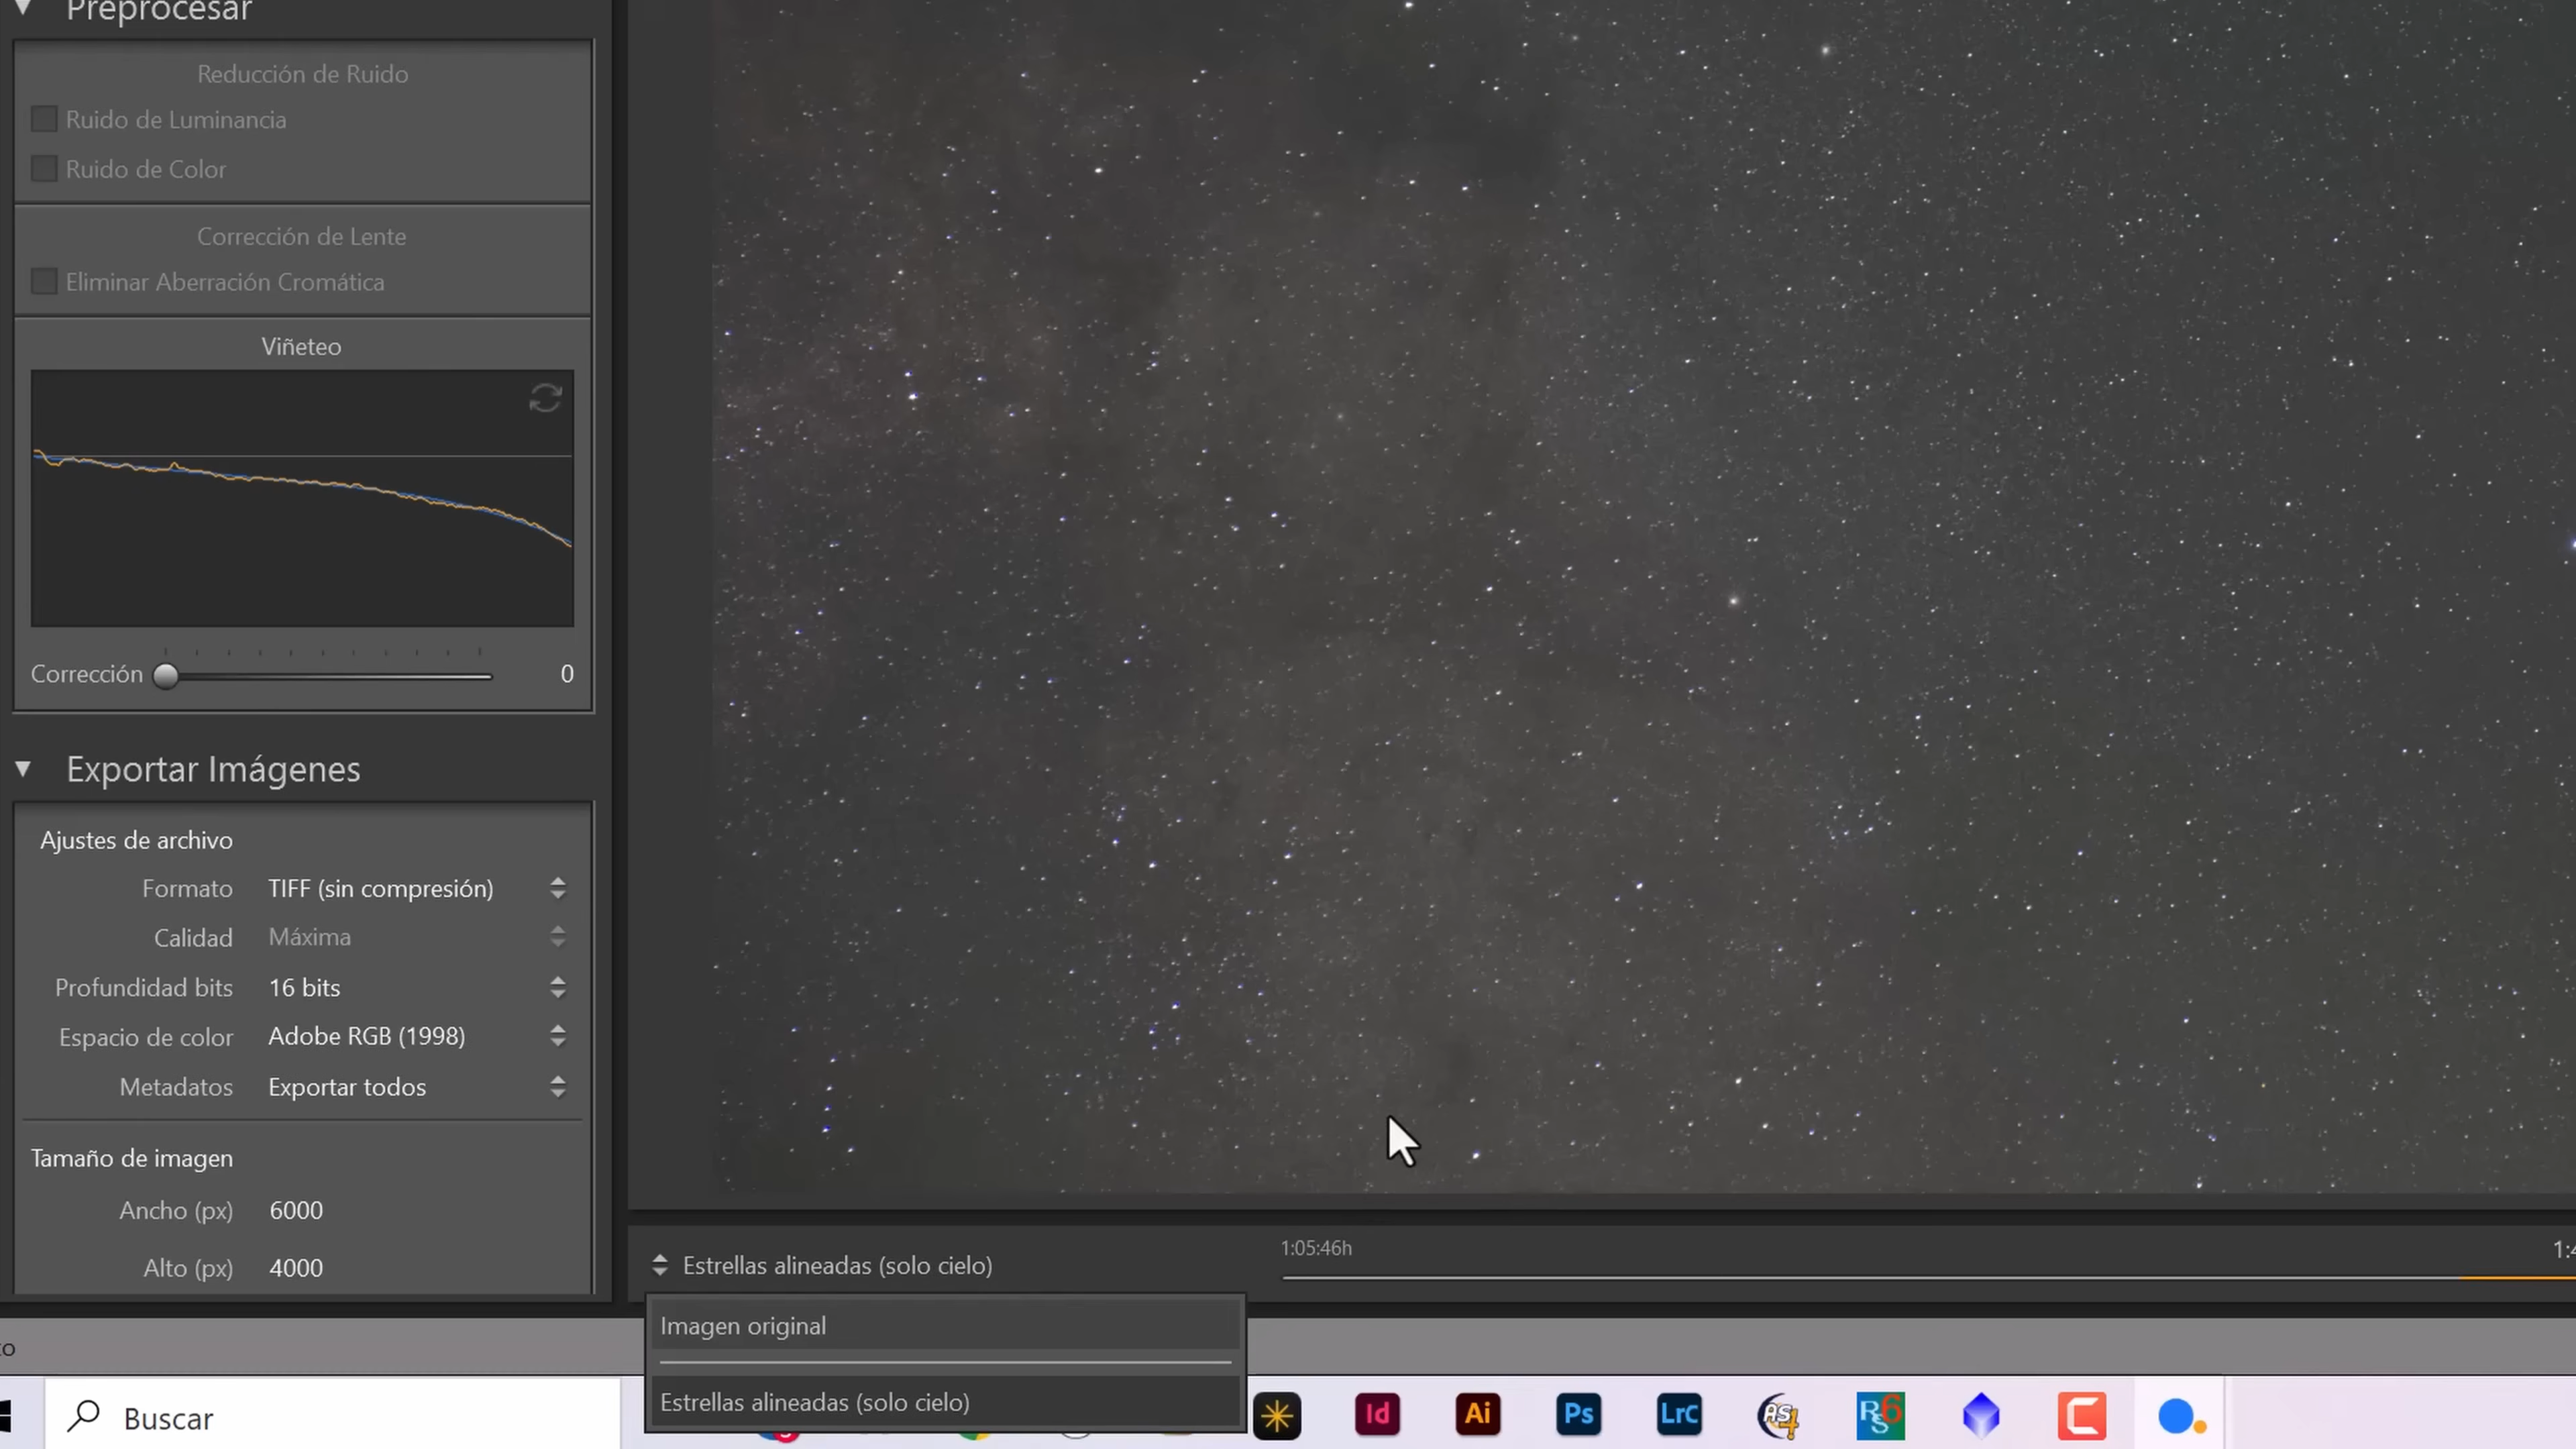 Preprocesar
Reducción de Ruido
Ruido de Luminancia
Ruido de Color
Corrección de Lente
Eliminar Aberración Cromática
Viñeteo
Corrección 0
Exportar Imágenes
Ajustes de archivo
Formato TIFF (sin compresión)
Calidad Máxima
Profundidad bits 16 bits
Espacio de color Adobe RGB (1998)
Metadatos Exportar todos
Tamaño de imagen
Ancho (px) 6000
Alto (px) 4000
Estrellas alineadas (solo cielo)
1:05:46h
Imagen original
Estrellas alineadas (solo cielo)
Buscar
Id
Ai
Ps
LrC
AS4
RS6